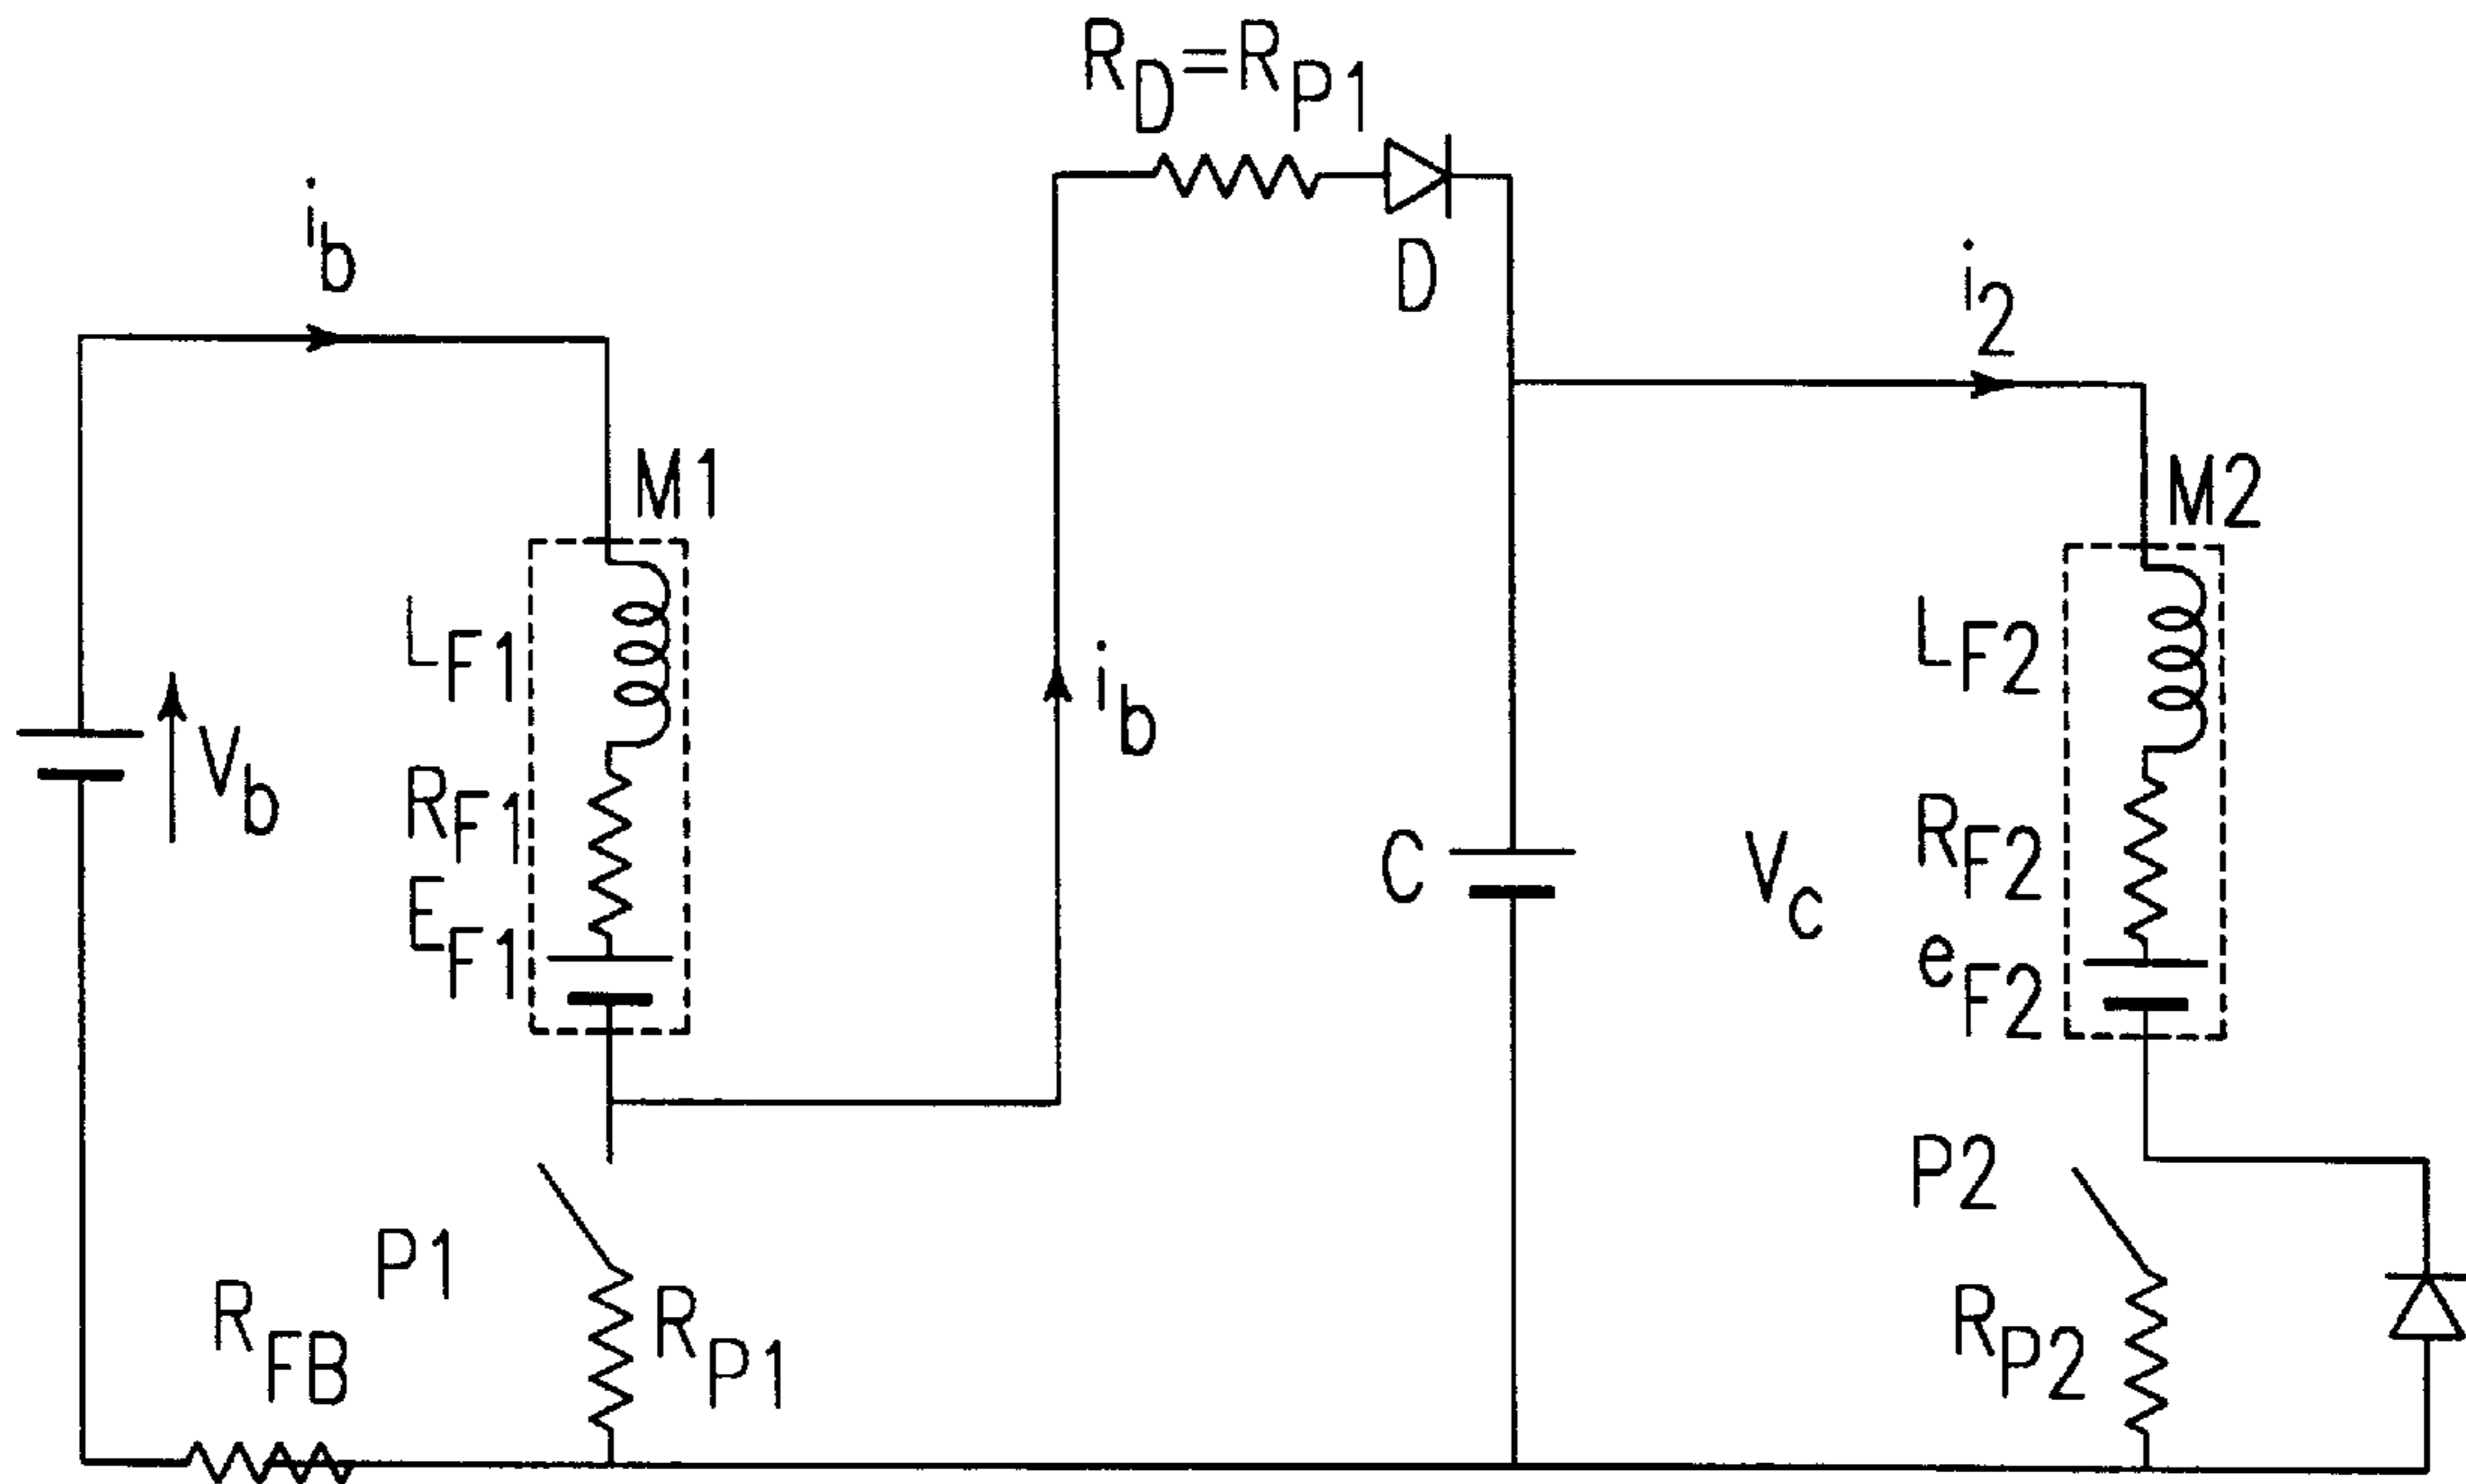 R_D=R_P1
i_b
D
i_2
M1
M2
L_F1
L_F2
i_b
V_b
R_F1
C
V_c
R_F2
E_F1
e_F2
P2
P1
R_FB
R_P1
R_P2